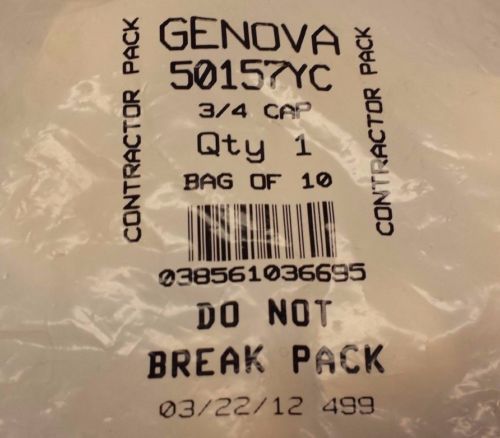 GENOVA
50157YC
3/4 CAP
Qty 1
BAG OF 10
CONTRACTOR PACK
CONTRACTOR PACK
038561036695
DO NOT
BREAK PACK
03/22/12 499